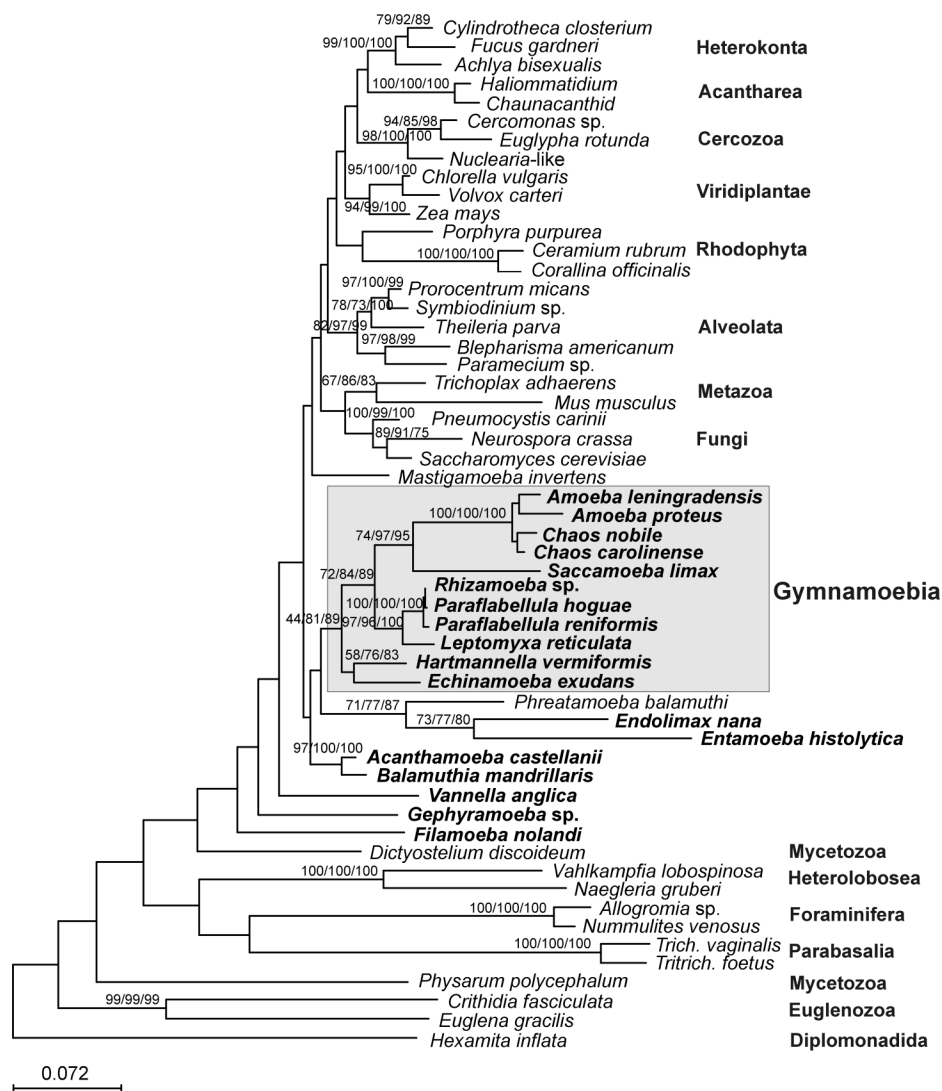 79/92/89
Cylindrotheca closterium
99/100/100
Fucus gardneri
Heterokonta
Achlya bisexualis
100/100/100
Haliommatidium
Acantharea
Chaunacanthid
94/85/98
Cercomonas sp.
98/100/100
Euglypha rotunda
Cercozoa
Nuclearia-like
95/100/100
Chlorella vulgaris
Volvox carteri
Viridiplantae
94/99/100
Zea mays
Porphyra purpurea
100/100/100
Ceramium rubrum
Rhodophyta
Corallina officinalis
97/100/99
Prorocentrum micans
78/73/100
Symbiodinium sp.
82/97/99
Theileria parva
Alveolata
97/98/99
Blepharisma americanum
Paramecium sp.
67/86/83
Trichoplax adhaerens
Metazoa
Mus musculus
100/99/100
Pneumocystis carinii
89/91/75
Neurospora crassa
Fungi
Saccharomyces cerevisiae
Mastigamoeba invertens
Amoeba leningradensis
100/100/100
Amoeba proteus
74/97/95
Chaos nobile
Chaos carolinense
72/84/89
Saccamoeba limax
Rhizamoeba sp.
Gymnamoebia
100/100/100
Paraflabellula hoguae
44/81/89
97/96/100
Paraflabellula reniformis
Leptomyxa reticulata
58/76/83
Hartmannella vermiformis
Echinamoeba exudans
71/77/87
Phreatamoeba balamuthi
73/77/80
Endolimax nana
Entamoeba histolytica
97/100/100
Acanthamoeba castellanii
Balamuthia mandrillaris
Vannella anglica
Gephyramoeba sp.
Filamoeba nolandi
Dictyostelium discoideum
Mycetozoa
100/100/100
Vahlkampfia lobospinosa
Heterolobosea
Naegleria gruberi
100/100/100
Allogromia sp.
Foraminifera
Nummulites venosus
100/100/100
Trich. vaginalis
Parabasalia
Tritrich. foetus
Physarum polycephalum
Mycetozoa
99/99/99
Crithidia fasciculata
Euglenozoa
Euglena gracilis
Hexamita inflata
Diplomonadida
0.072